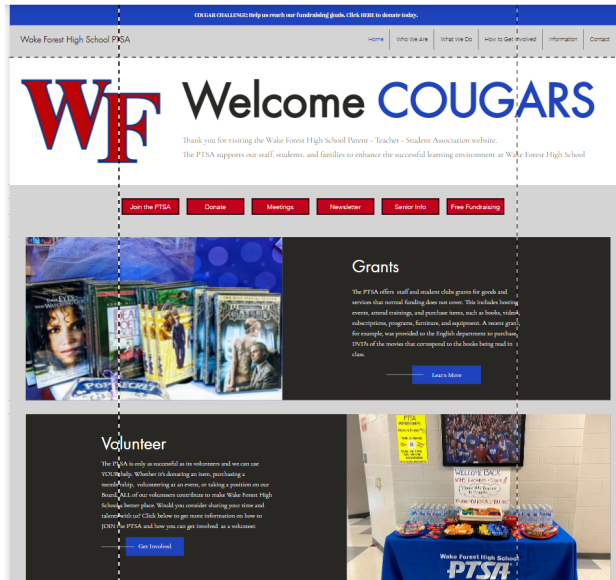 COUGAR CHALLENGE: Help us reach our fundraising goals. Click HERE to donate today.
Wake Forest High School PTSA
Home
Who We Are
What We Do
How to Get Involved
Information
Contact
WF
Welcome COUGARS
Thank you for visiting the Wake Forest High School Parent - Teacher - Student Association website.
The PTSA supports our staff, students, and families to enhance the successful learning environment at Wake Forest High School
Join the PTSA
Donate
Meetings
Newsletter
Senior Info
Free Fundraising
Grants
The PTSA offers staff and student clubs grants for goods and
services that normal funding does not cover. This includes hosting
events, attend trainings, and purchase items, such as books, videos,
subscriptions, programs, furniture, and equipment. A recent grant,
for example, was provided to the English department to purchase
DVD's of the movies that correspond to the books being read in
class.
Learn More
THEIR EYES
POP SECRET
Volunteer
The PTSA is only as successful as its volunteers and we can use
YOUR help. Whether it's donating an item, purchasing a
membership, volunteering at an event, or taking a position on our
Board, ALL of our volunteers contribute to make Wake Forest High
School a better place. Would you consider sharing your time and
talents with us? Click below to get more information on how to
JOIN the PTSA and how you can get involved as a volunteer.
Get Involved
PTSA
WELCOME BACK
Wake Forest High School
PTSA